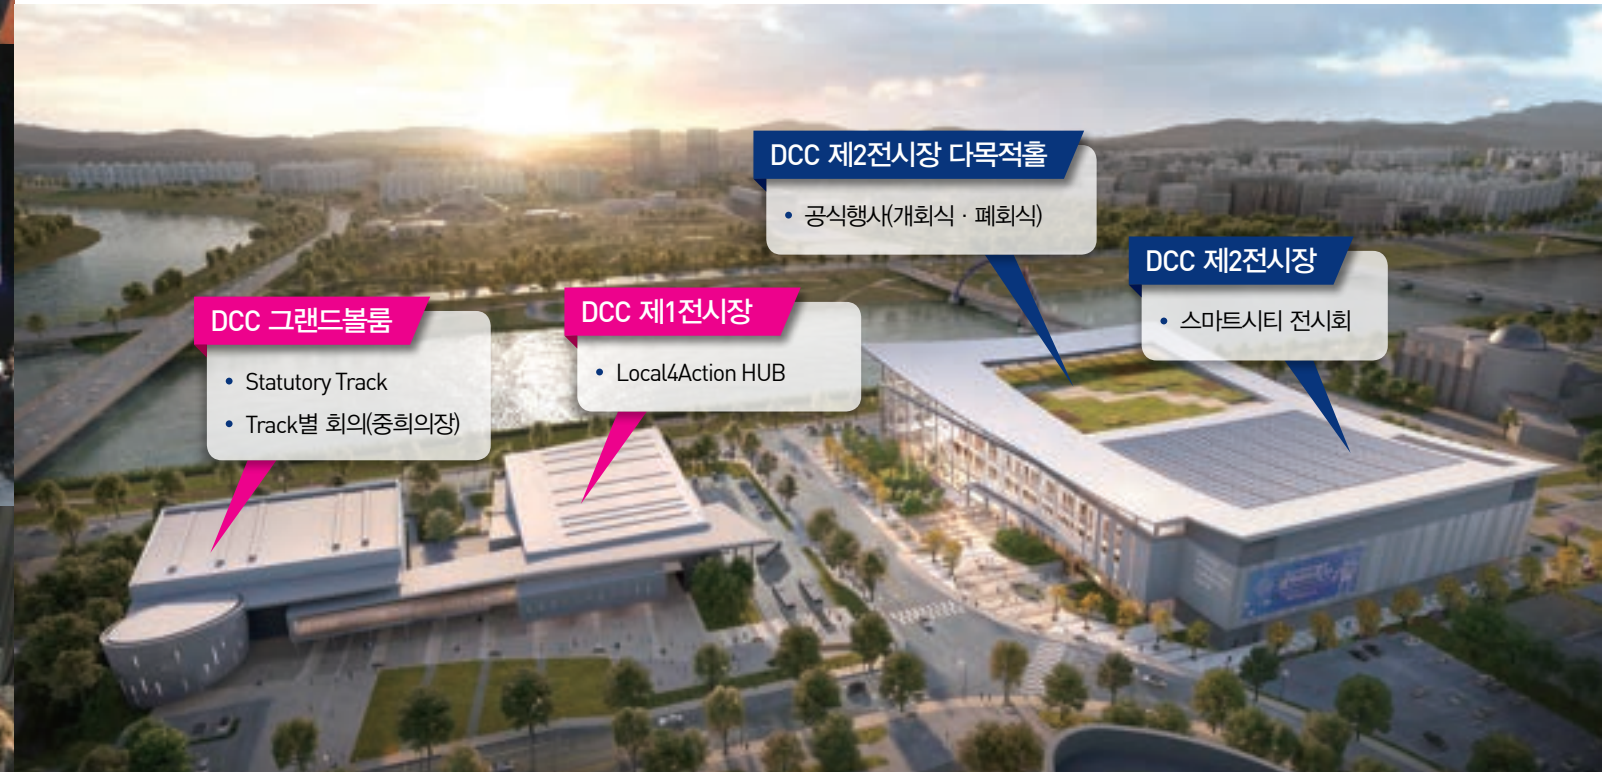 DCC 제2전시장 다목적홀
• 공식행사(개회식 · 폐회식)
DCC 제2전시장
• 스마트시티 전시회
DCC 그랜드볼룸
• Statutory Track
• Track별 회의(중희의장)
DCC 제1전시장
• Local4Action HUB